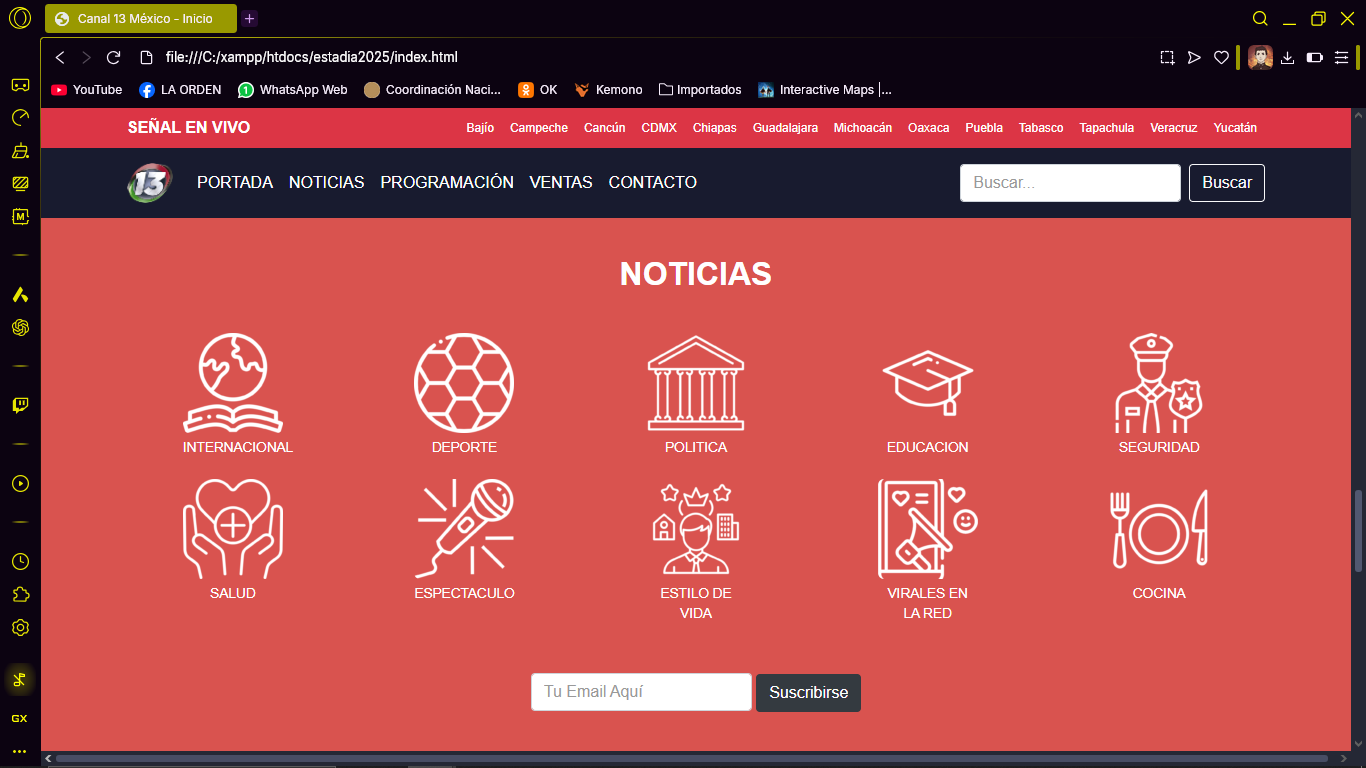 Canal 13 México - Inicio
file:///C:/xampp/htdocs/estadia2025/index.html
YouTube LA ORDEN WhatsApp Web Coordinación Naci... OK Kemono Importados Interactive Maps |...
SEÑAL EN VIVO Bajío Campeche Cancún CDMX Chiapas Guadalajara Michoacán Oaxaca Puebla Tabasco Tapachula Veracruz Yucatán
13 PORTADA NOTICIAS PROGRAMACIÓN VENTAS CONTACTO Buscar... Buscar
M
NOTICIAS
INTERNACIONAL DEPORTE POLITICA EDUCACION SEGURIDAD
SALUD ESPECTACULO ESTILO DE VIRALES EN COCINA
VIDA LA RED
Tu Email Aquí Suscribirse
GX